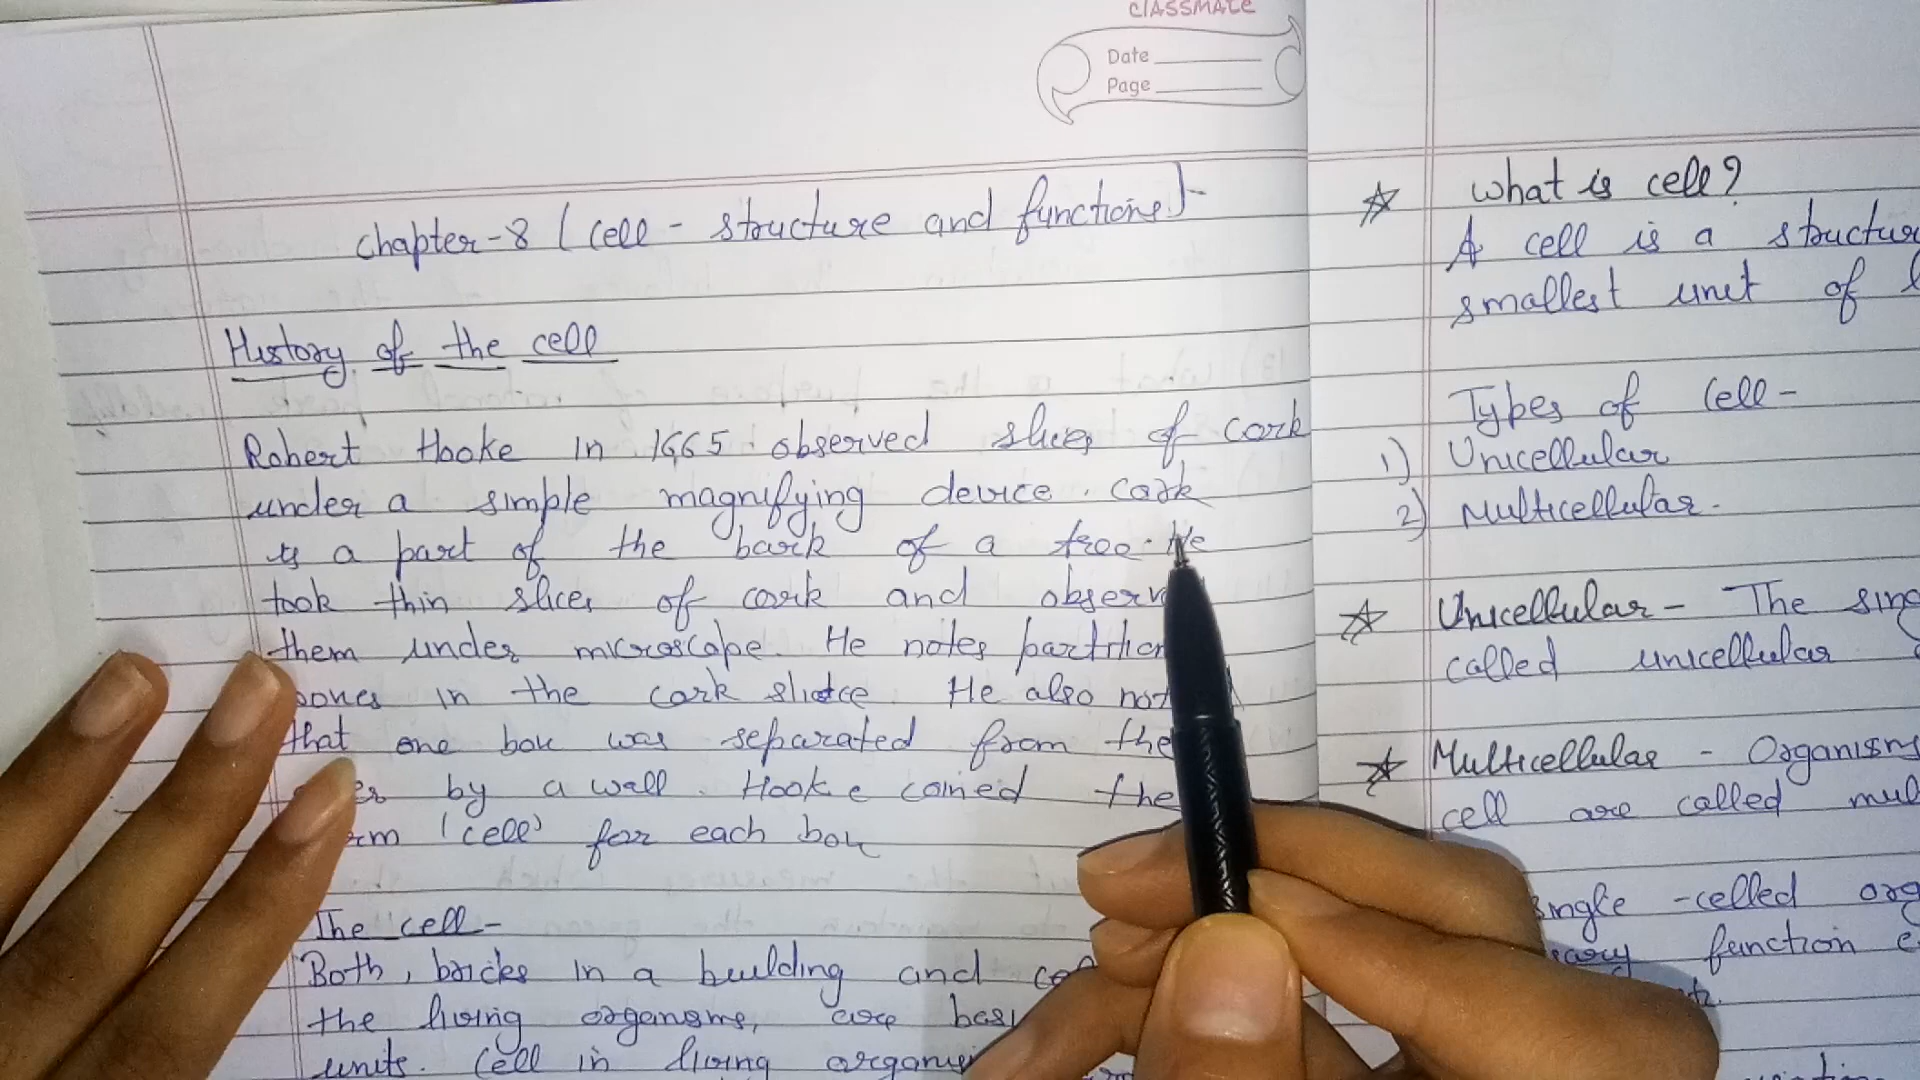 classmate
Date
Page
Chapter-8 (Cell - structure and functions)-
History of the cell
Robert Hooke in 1665 observed slices of cork
under a simple magnifying device. Cork
is a part of the bark of a tree. He
took thin slices of cork and observ
them under microscope. He notes partition
boxes in the cork slidce. He also not
that one box was separated from the
by a wall. Hooke coined the
(cell) for each box
The cell-
Both, bricks in a building and ce
the living organisms, are basi
units. Cell in living organis
What is cell?
A cell is a structur
smallest unit of l
Types of Cell-
1) Unicellular
2) Multicellular.
Unicellular - The sing
called unicellular
Multicellular - Organisms
cell are called mul
single -celled org
function